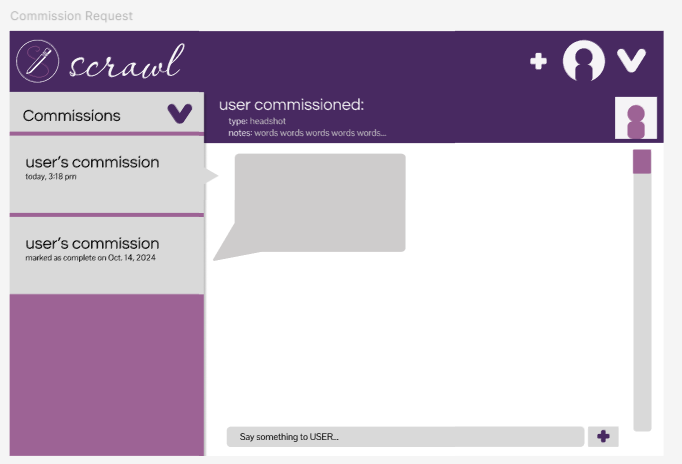 Commission Request
scrawl
Commissions
user commissioned:
type: headshot
notes: words words words words words...
user's commission
today, 3:18 pm
user's commission
marked as complete on Oct. 14, 2024
Say something to USER...